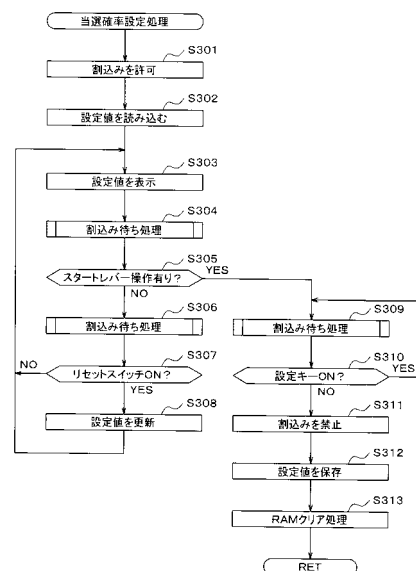 当選確率設定処理
S301
割込みを許可
S302
設定値を読み込む
S303
設定値を表示
S304
割込み待ち処理
S305
スタートレバー操作有り?
YES
NO
S306
割込み待ち処理
S307
リセットスイッチON?
NO
YES
S308
設定値を更新
S309
割込み待ち処理
S310
設定キーON?
YES
NO
S311
割込みを禁止
S312
設定値を保存
S313
RAMクリア処理
RET